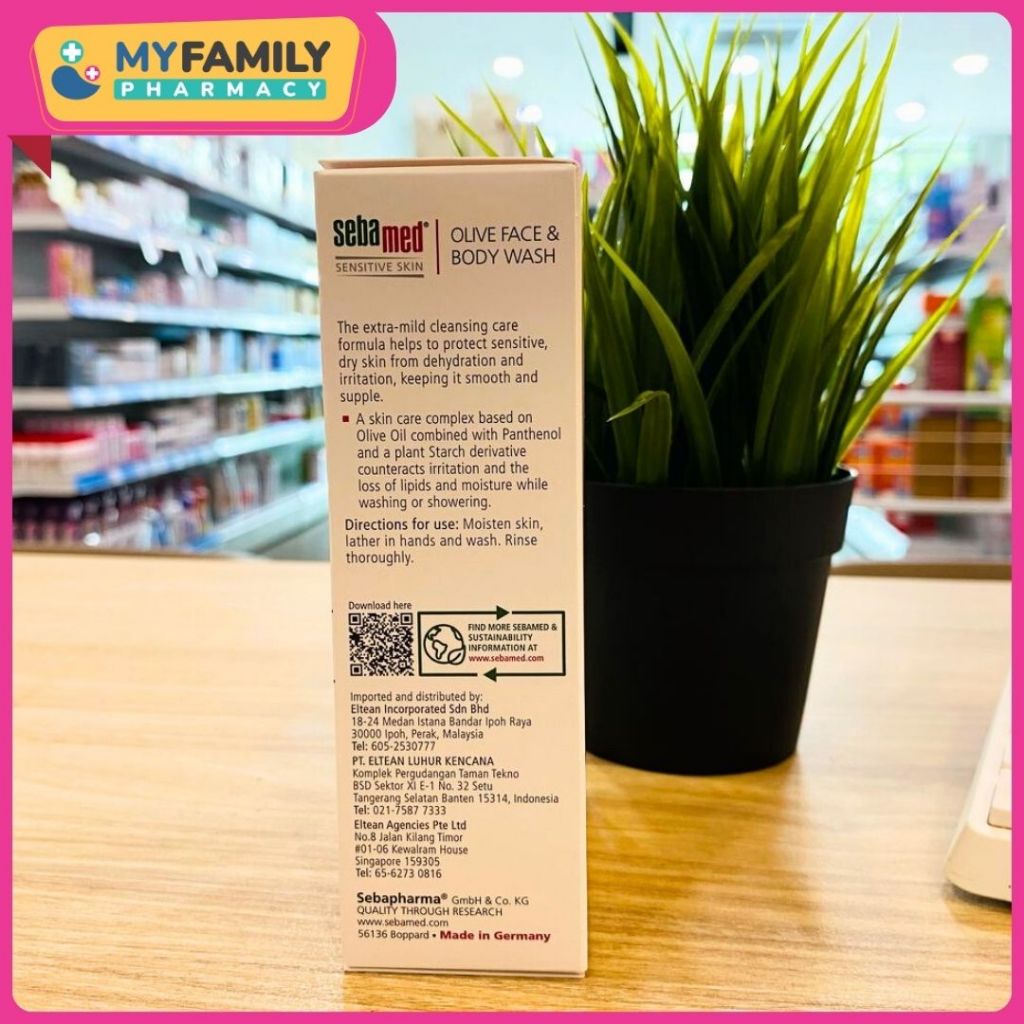 MYFAMILY
PHARMACY
sebamed®
SENSITIVE SKIN
OLIVE FACE &
BODY WASH
The extra-mild cleansing care
formula helps to protect sensitive,
dry skin from dehydration and
irritation, keeping it smooth and
supple.
▪ A skin care complex based on
Olive Oil combined with Panthenol
and a plant Starch derivative
counteracts irritation and the
loss of lipids and moisture while
washing or showering.
Directions for use: Moisten skin,
lather in hands and wash. Rinse
thoroughly.
Download here
FIND MORE SEBAMED &
SUSTAINABILITY
INFORMATION AT
www.sebamed.com
Imported and distributed by:
Eltean Incorporated Sdn Bhd
18-24 Medan Istana Bandar Ipoh Raya
30000 Ipoh, Perak, Malaysia
Tel: 605-2530777
PT. ELTEAN LUHUR KENCANA
Komplek Pergudangan Taman Tekno
BSD Sektor XI E-1 No. 32 Setu
Tangerang Selatan Banten 15314, Indonesia
Tel: 021-7587 7333
Eltean Agencies Pte Ltd
No.8 Jalan Kilang Timor
#01-06 Kewalram House
Singapore 159305
Tel: 65-6273 0816
Sebapharma® GmbH & Co. KG
QUALITY THROUGH RESEARCH
www.sebamed.com
56136 Boppard • Made in Germany